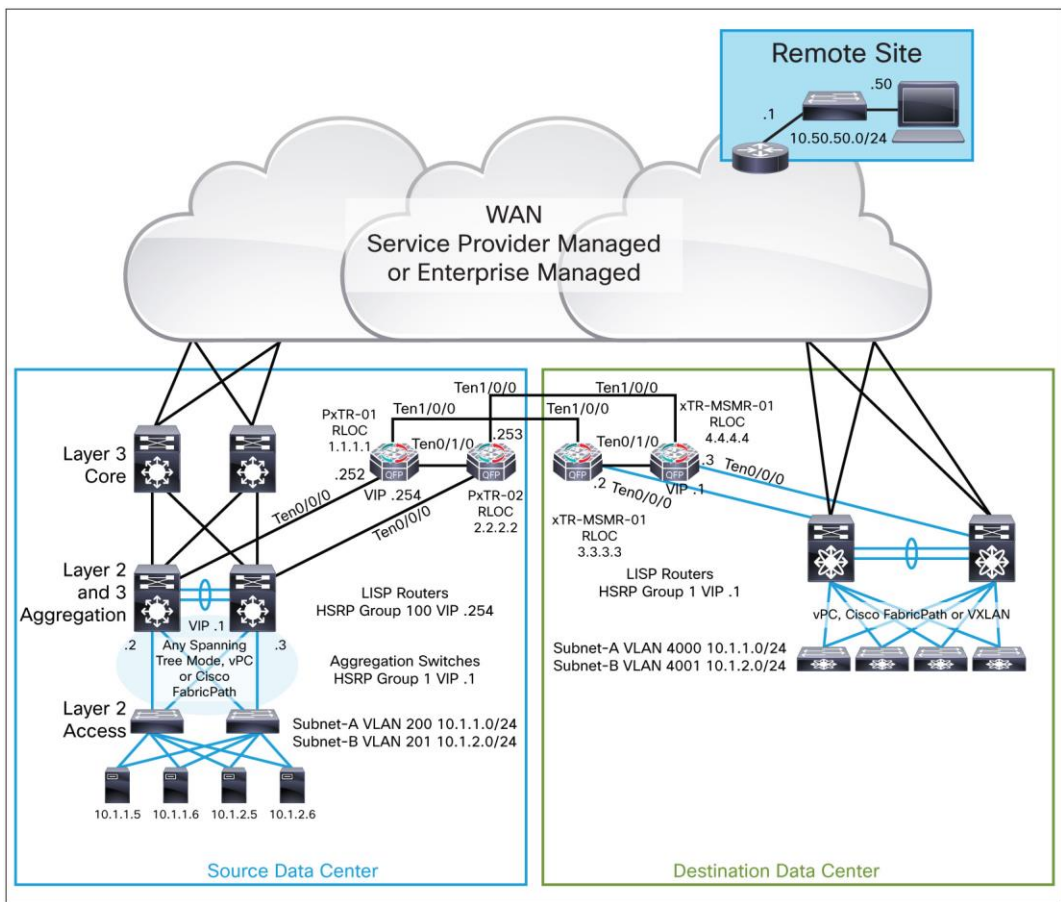 Remote Site
.50
.1
10.50.50.0/24
WAN
Service Provider Managed
or Enterprise Managed
Ten1/0/0
Ten1/0/0
Ten1/0/0
PxTR-01
RLOC
1.1.1.1
Ten0/1/0
.253
QFP
QFP
.252
VIP .254
PxTR-02
RLOC
2.2.2.2
Ten0/0/0
Ten0/0/0
xTR-MSMR-01
RLOC
4.4.4.4
Ten0/1/0
QFP
QFP
.3
Ten0/0/0
.2
VIP .1
Ten0/0/0
xTR-MSMR-01
RLOC
3.3.3.3
Layer 3
Core
Layer 2
and 3
Aggregation
VIP .1
.2
.3
Any Spanning
Tree Mode, vPC
or Cisco
FabricPath
LISP Routers
HSRP Group 100 VIP .254
Aggregation Switches
HSRP Group 1 VIP .1
Layer 2
Access
Subnet-A VLAN 200 10.1.1.0/24
Subnet-B VLAN 201 10.1.2.0/24
10.1.1.5
10.1.1.6
10.1.2.5
10.1.2.6
Source Data Center
LISP Routers
HSRP Group 1 VIP .1
vPC, Cisco FabricPath or VXLAN
Subnet-A VLAN 4000 10.1.1.0/24
Subnet-B VLAN 4001 10.1.2.0/24
Destination Data Center